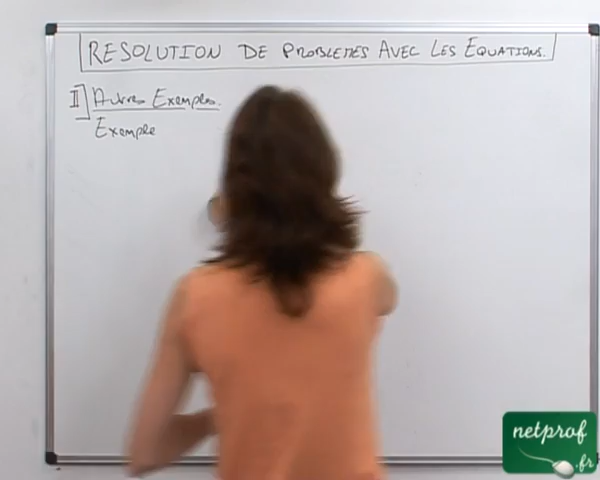 RESOLUTION DE PROBLEMES AVEC LES EQUATIONS.
II] Autres Exemples.
Exemple
netprof
.fr